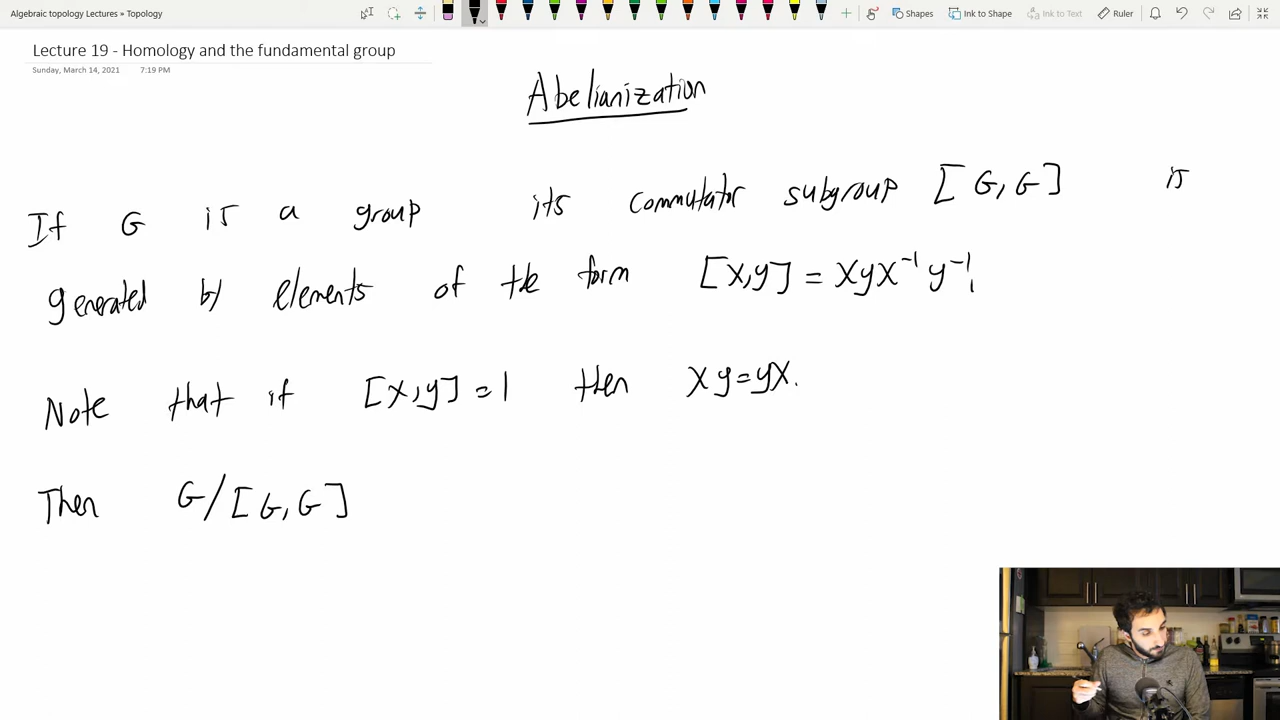 Algebraic topology Lectures » Topology
Shapes Ink to Shape Ink to Text Ruler
Lecture 19 - Homology and the fundamental group
Sunday, March 14, 2021 7:19 PM
Abelianization
If G is a group its commutator subgroup [G,G] is
generated by elements of the form [x,y] = xyx⁻¹y⁻¹.
Note that if [x,y] = 1 then xy=yx.
Then G/[G,G]